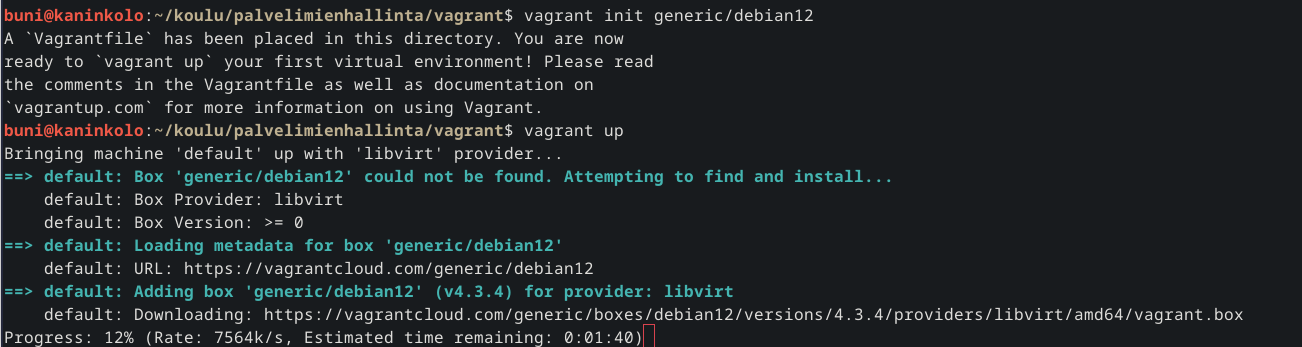 buni@kaninkolo:~/koulu/palvelimienhallinta/vagrant$ vagrant init generic/debian12
A `Vagrantfile` has been placed in this directory. You are now
ready to `vagrant up` your first virtual environment! Please read
the comments in the Vagrantfile as well as documentation on
`vagrantup.com` for more information on using Vagrant.
buni@kaninkolo:~/koulu/palvelimienhallinta/vagrant$ vagrant up
Bringing machine 'default' up with 'libvirt' provider...
==> default: Box 'generic/debian12' could not be found. Attempting to find and install...
    default: Box Provider: libvirt
    default: Box Version: >= 0
==> default: Loading metadata for box 'generic/debian12'
    default: URL: https://vagrantcloud.com/generic/debian12
==> default: Adding box 'generic/debian12' (v4.3.4) for provider: libvirt
    default: Downloading: https://vagrantcloud.com/generic/boxes/debian12/versions/4.3.4/providers/libvirt/amd64/vagrant.box
Progress: 12% (Rate: 7564k/s, Estimated time remaining: 0:01:40)